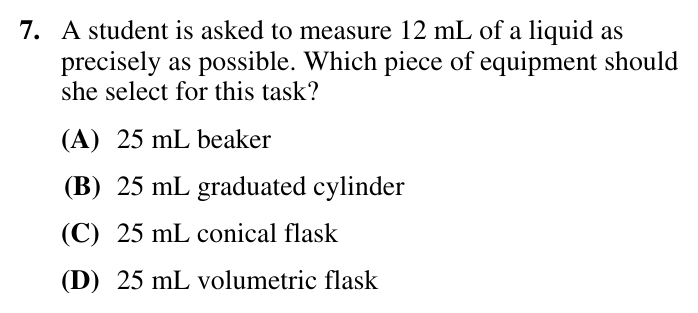 7. A student is asked to measure 12 mL of a liquid as
precisely as possible. Which piece of equipment should
she select for this task?
(A) 25 mL beaker
(B) 25 mL graduated cylinder
(C) 25 mL conical flask
(D) 25 mL volumetric flask